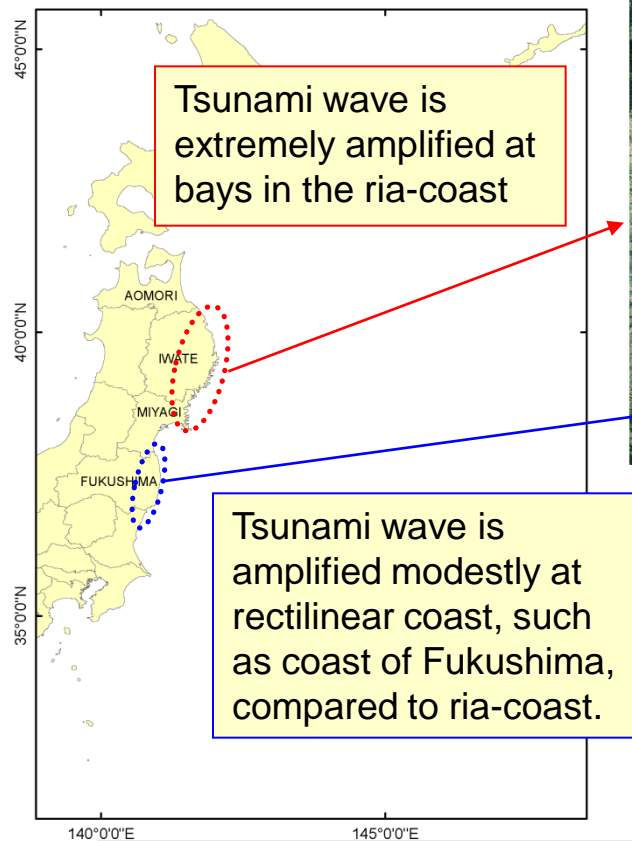 45°0'0"N
Tsunami wave is
extremely amplified at
bays in the ria-coast
AOMORI
40°0'0"N
IWATE
MIYAGI
FUKUSHIMA
Tsunami wave is
amplified modestly at
rectilinear coast, such
as coast of Fukushima,
compared to ria-coast.
35°0'0"N
140°0'0"E
145°0'0"E